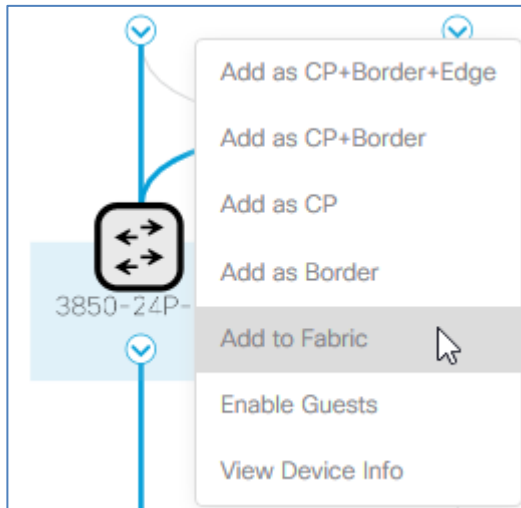 Add as CP+Border+Edge
Add as CP+Border
Add as CP
Add as Border
3850-24P-
Add to Fabric
Enable Guests
View Device Info